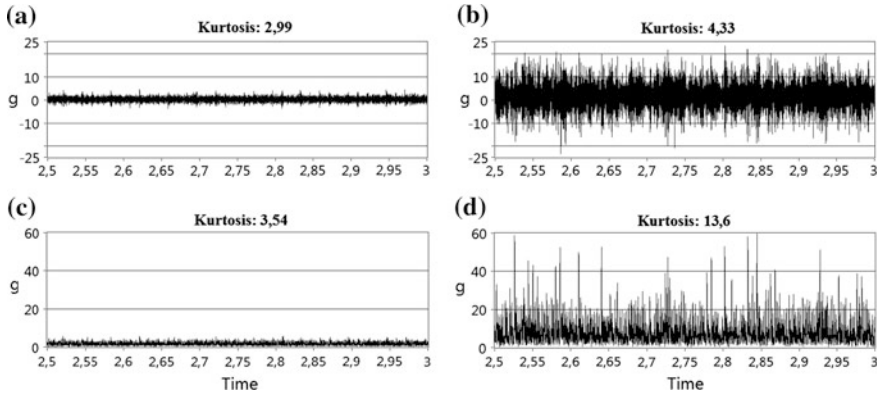 (a)
Kurtosis: 2,99
25
10
g 0
-10
-25
2,5 2,55 2,6 2,65 2,7 2,75 2,8 2,85 2,9 2,95 3
(b)
Kurtosis: 4,33
25
10
g 0
-10
-25
2,5 2,55 2,6 2,65 2,7 2,75 2,8 2,85 2,9 2,95 3
(c)
Kurtosis: 3,54
60
40
g
20
0
2,5 2,55 2,6 2,65 2,7 2,75 2,8 2,85 2,9 2,95 3
Time
(d)
Kurtosis: 13,6
60
40
g
20
0
2,5 2,55 2,6 2,65 2,7 2,75 2,8 2,85 2,9 2,95 3
Time